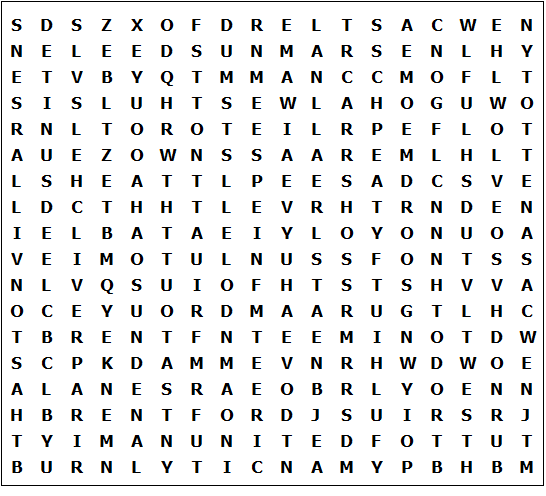 S D S Z X O F D R E L T S A C W E N
N E L E E D S U N M A R S E N L H Y
E T V B Y Q T M M A N C C M O F L T
S I S L U H T S E W L A H O G U W O
R N L T O R O T E I L R P E F L O T
A U E Z O W N S S A A R E M L H L T
L S H E A T T L P E E S A D C S V E
L D C T H H T L E V R H T R N D E N
I E L B A T A E I Y L O Y O N U O A
V E I M O T U L N U S S F O N T S S
N L V Q S U I O F H T S T S H V V A
O C E Y U O R D M A A R U G T L H C
T B R E N T F N T E E M I N O T D W
S C P K D A M M E V N R H W D W O E
A L A N E S R A E O B R L Y O E N N
H B R E N T F O R D J S U I R S R J
T Y I M A N U N I T E D F O T T U T
B U R N L Y T I C N A M Y P B H B M